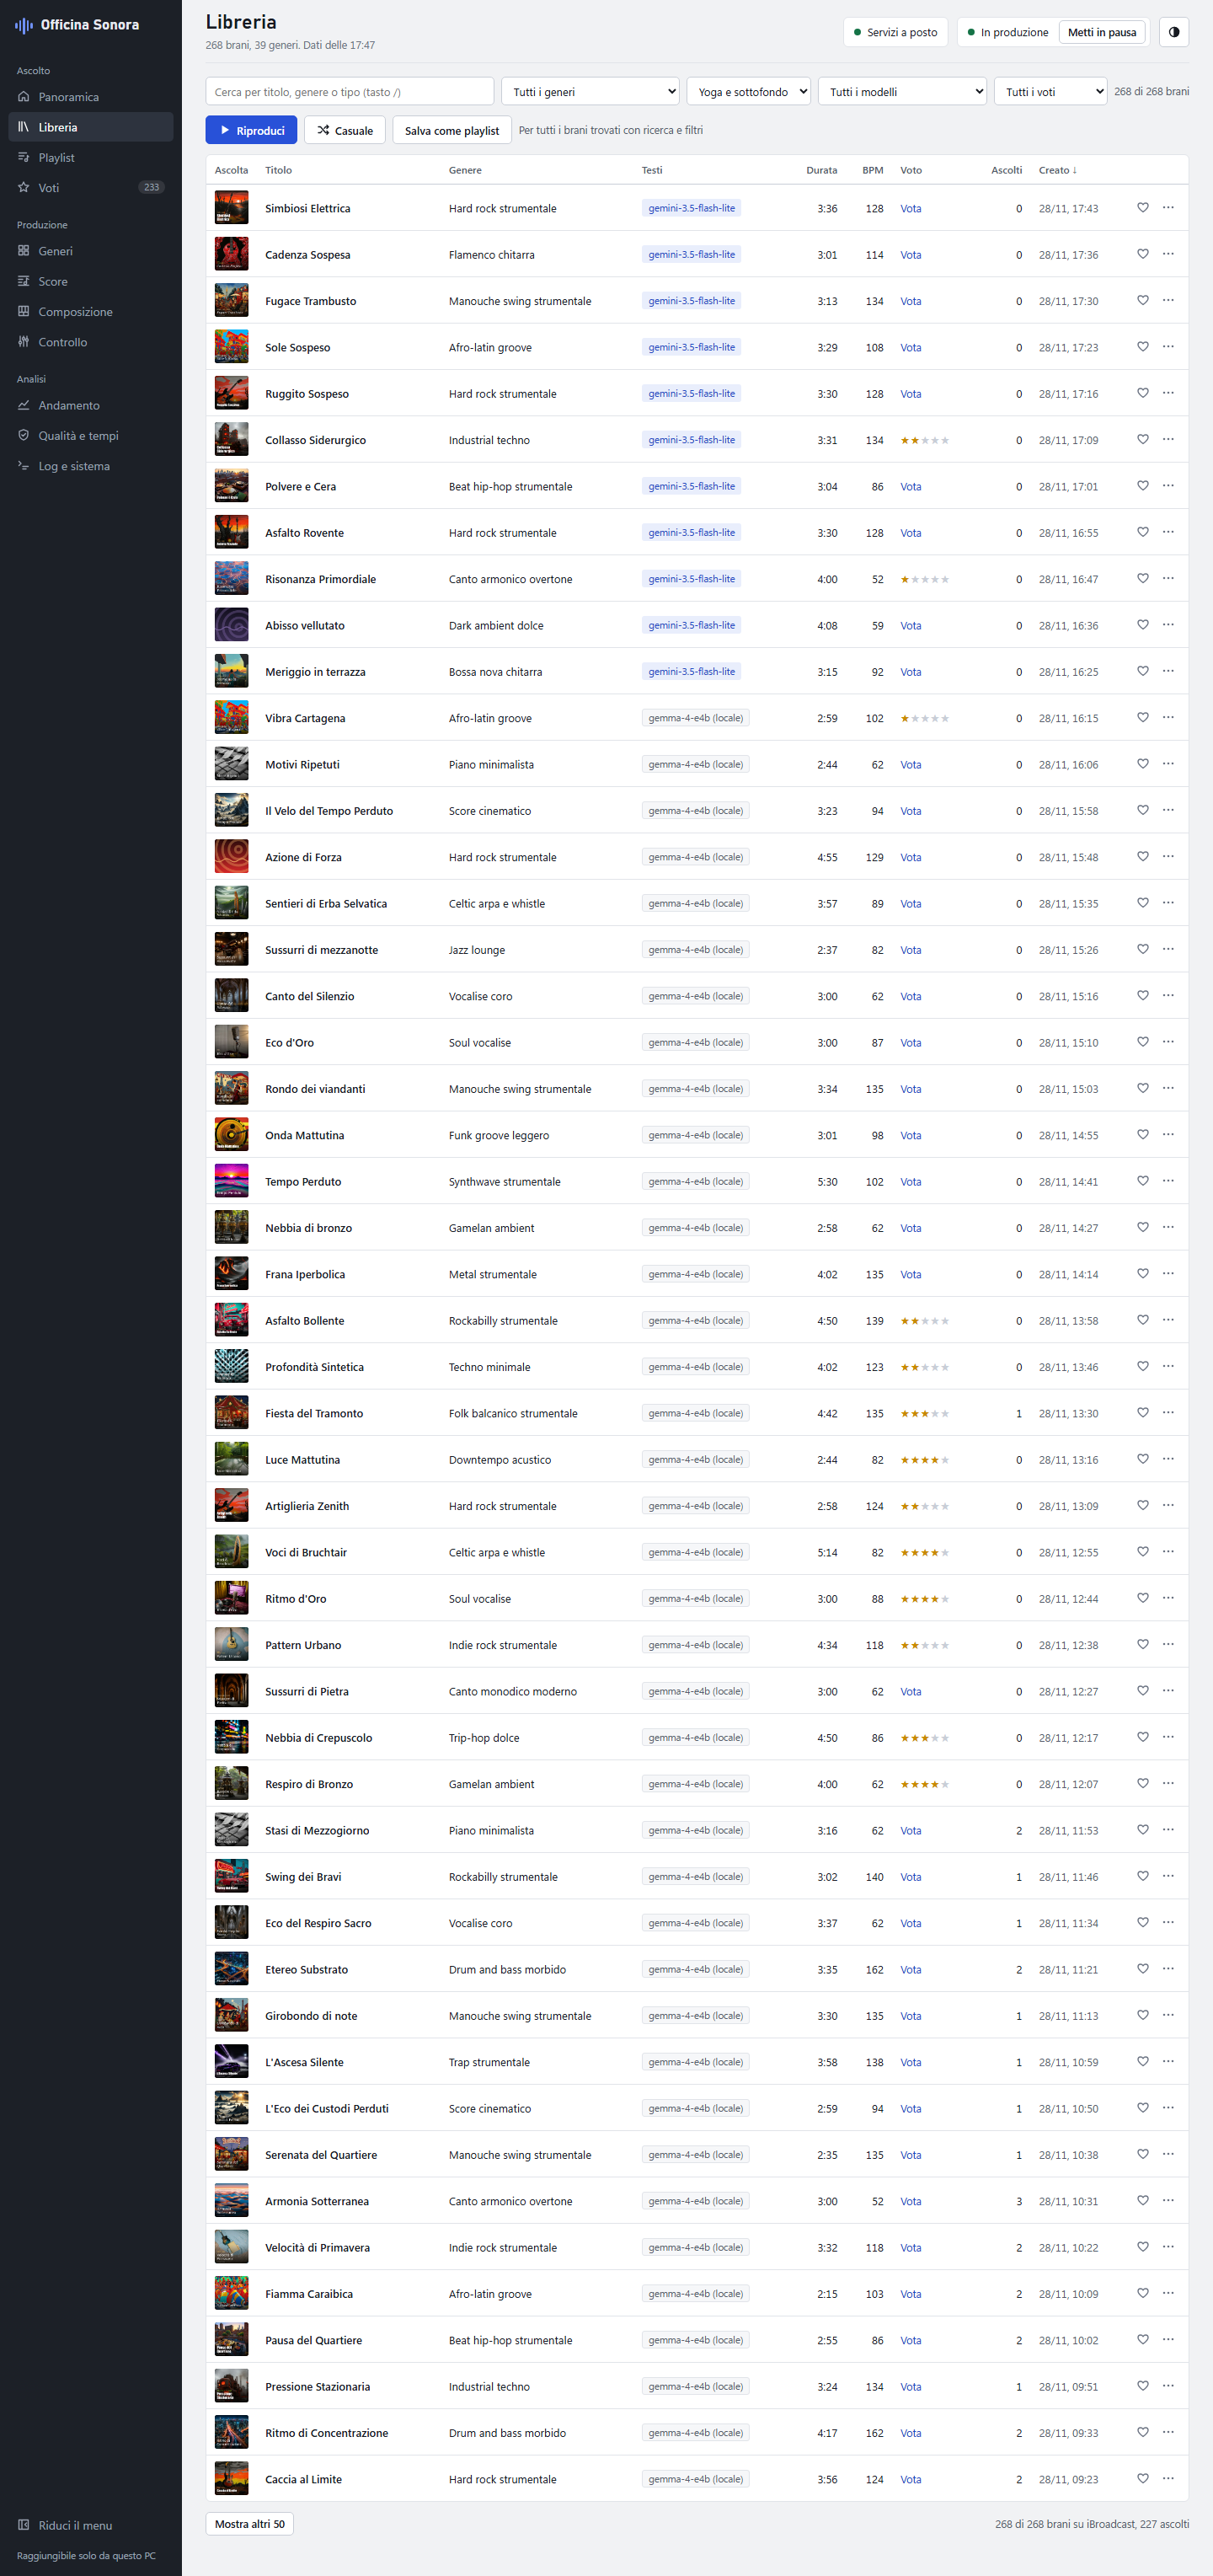 Officina Sonora
Ascolto
Panoramica
Libreria
Playlist
Voti 233
Produzione
Generi
Score
Composizione
Controllo
Analisi
Andamento
Qualità e tempi
Log e sistema
Riduci il menu
Raggiungibile solo da questo PC
Libreria
268 brani, 39 generi. Dati delle 17:47
Servizi a posto In produzione Metti in pausa
Cerca per titolo, genere o tipo (tasto /) Tutti i generi Yoga e sottofondo Tutti i modelli Tutti i voti 268 di 268 brani
Riproduci Casuale Salva come playlist Per tutti i brani trovati con ricerca e filtri
Ascolta Titolo Genere Testi Durata BPM Voto Ascolti Creato ↓
Simbiosi Elettrica Hard rock strumentale gemini-3.5-flash-lite 3:36 128 Vota 0 28/11, 17:43
Cadenza Sospesa Flamenco chitarra gemini-3.5-flash-lite 3:01 114 Vota 0 28/11, 17:36
Fugace Trambusto Manouche swing strumentale gemini-3.5-flash-lite 3:13 134 Vota 0 28/11, 17:30
Sole Sospeso Afro-latin groove gemini-3.5-flash-lite 3:29 108 Vota 0 28/11, 17:23
Ruggito Sospeso Hard rock strumentale gemini-3.5-flash-lite 3:30 128 Vota 0 28/11, 17:16
Collasso Siderurgico Industrial techno gemini-3.5-flash-lite 3:31 134 ★★★★★ 0 28/11, 17:09
Polvere e Cera Beat hip-hop strumentale gemini-3.5-flash-lite 3:04 86 Vota 0 28/11, 17:01
Asfalto Rovente Hard rock strumentale gemini-3.5-flash-lite 3:30 128 Vota 0 28/11, 16:55
Risonanza Primordiale Canto armonico overtone gemini-3.5-flash-lite 4:00 52 ★★★★★ 0 28/11, 16:47
Abisso vellutato Dark ambient dolce gemini-3.5-flash-lite 4:08 59 Vota 0 28/11, 16:36
Meriggio in terrazza Bossa nova chitarra gemini-3.5-flash-lite 3:15 92 Vota 0 28/11, 16:25
Vibra Cartagena Afro-latin groove gemma-4-e4b (locale) 2:59 102 ★★★★★ 0 28/11, 16:15
Motivi Ripetuti Piano minimalista gemma-4-e4b (locale) 2:44 62 Vota 0 28/11, 16:06
Il Velo del Tempo Perduto Score cinematico gemma-4-e4b (locale) 3:23 94 Vota 0 28/11, 15:58
Azione di Forza Hard rock strumentale gemma-4-e4b (locale) 4:55 129 Vota 0 28/11, 15:48
Sentieri di Erba Selvatica Celtic arpa e whistle gemma-4-e4b (locale) 3:57 89 Vota 0 28/11, 15:35
Sussurri di mezzanotte Jazz lounge gemma-4-e4b (locale) 2:37 82 Vota 0 28/11, 15:26
Canto del Silenzio Vocalise coro gemma-4-e4b (locale) 3:00 62 Vota 0 28/11, 15:16
Eco d'Oro Soul vocalise gemma-4-e4b (locale) 3:00 87 Vota 0 28/11, 15:10
Rondo dei viandanti Manouche swing strumentale gemma-4-e4b (locale) 3:34 135 Vota 0 28/11, 15:03
Onda Mattutina Funk groove leggero gemma-4-e4b (locale) 3:01 98 Vota 0 28/11, 14:55
Tempo Perduto Synthwave strumentale gemma-4-e4b (locale) 5:30 102 Vota 0 28/11, 14:41
Nebbia di bronzo Gamelan ambient gemma-4-e4b (locale) 2:58 62 Vota 0 28/11, 14:27
Frana Iperbolica Metal strumentale gemma-4-e4b (locale) 4:02 135 Vota 0 28/11, 14:14
Asfalto Bollente Rockabilly strumentale gemma-4-e4b (locale) 4:50 139 ★★★★★ 0 28/11, 13:58
Profondità Sintetica Techno minimale gemma-4-e4b (locale) 4:02 123 ★★★★★ 0 28/11, 13:46
Fiesta del Tramonto Folk balcanico strumentale gemma-4-e4b (locale) 4:42 135 ★★★★★ 1 28/11, 13:30
Luce Mattutina Downtempo acustico gemma-4-e4b (locale) 2:44 82 ★★★★★ 0 28/11, 13:16
Artiglieria Zenith Hard rock strumentale gemma-4-e4b (locale) 2:58 124 ★★★★★ 0 28/11, 13:09
Voci di Bruchtair Celtic arpa e whistle gemma-4-e4b (locale) 5:14 82 ★★★★★ 0 28/11, 12:55
Ritmo d'Oro Soul vocalise gemma-4-e4b (locale) 3:00 88 ★★★★★ 0 28/11, 12:44
Pattern Urbano Indie rock strumentale gemma-4-e4b (locale) 4:34 118 ★★★★★ 0 28/11, 12:38
Sussurri di Pietra Canto monodico moderno gemma-4-e4b (locale) 3:00 62 Vota 0 28/11, 12:27
Nebbia di Crepuscolo Trip-hop dolce gemma-4-e4b (locale) 4:50 86 ★★★★★ 0 28/11, 12:17
Respiro di Bronzo Gamelan ambient gemma-4-e4b (locale) 4:00 62 ★★★★★ 0 28/11, 12:07
Stasi di Mezzogiorno Piano minimalista gemma-4-e4b (locale) 3:16 62 Vota 2 28/11, 11:53
Swing dei Bravi Rockabilly strumentale gemma-4-e4b (locale) 3:02 140 Vota 1 28/11, 11:46
Eco del Respiro Sacro Vocalise coro gemma-4-e4b (locale) 3:37 62 Vota 1 28/11, 11:34
Etereo Substrato Drum and bass morbido gemma-4-e4b (locale) 3:35 162 Vota 2 28/11, 11:21
Girobondo di note Manouche swing strumentale gemma-4-e4b (locale) 3:30 135 Vota 1 28/11, 11:13
L'Ascesa Silente Trap strumentale gemma-4-e4b (locale) 3:58 138 Vota 1 28/11, 10:59
L'Eco dei Custodi Perduti Score cinematico gemma-4-e4b (locale) 2:59 94 Vota 1 28/11, 10:50
Serenata del Quartiere Manouche swing strumentale gemma-4-e4b (locale) 2:35 135 Vota 1 28/11, 10:38
Armonia Sotterranea Canto armonico overtone gemma-4-e4b (locale) 3:00 52 Vota 3 28/11, 10:31
Velocità di Primavera Indie rock strumentale gemma-4-e4b (locale) 3:32 118 Vota 2 28/11, 10:22
Fiamma Caraibica Afro-latin groove gemma-4-e4b (locale) 2:15 103 Vota 2 28/11, 10:09
Pausa del Quartiere Beat hip-hop strumentale gemma-4-e4b (locale) 2:55 86 Vota 2 28/11, 10:02
Pressione Stazionaria Industrial techno gemma-4-e4b (locale) 3:24 134 Vota 1 28/11, 09:51
Ritmo di Concentrazione Drum and bass morbido gemma-4-e4b (locale) 4:17 162 Vota 2 28/11, 09:33
Caccia al Limite Hard rock strumentale gemma-4-e4b (locale) 3:56 124 Vota 2 28/11, 09:23
Mostra altri 50 268 di 268 brani su iBroadcast, 227 ascolti